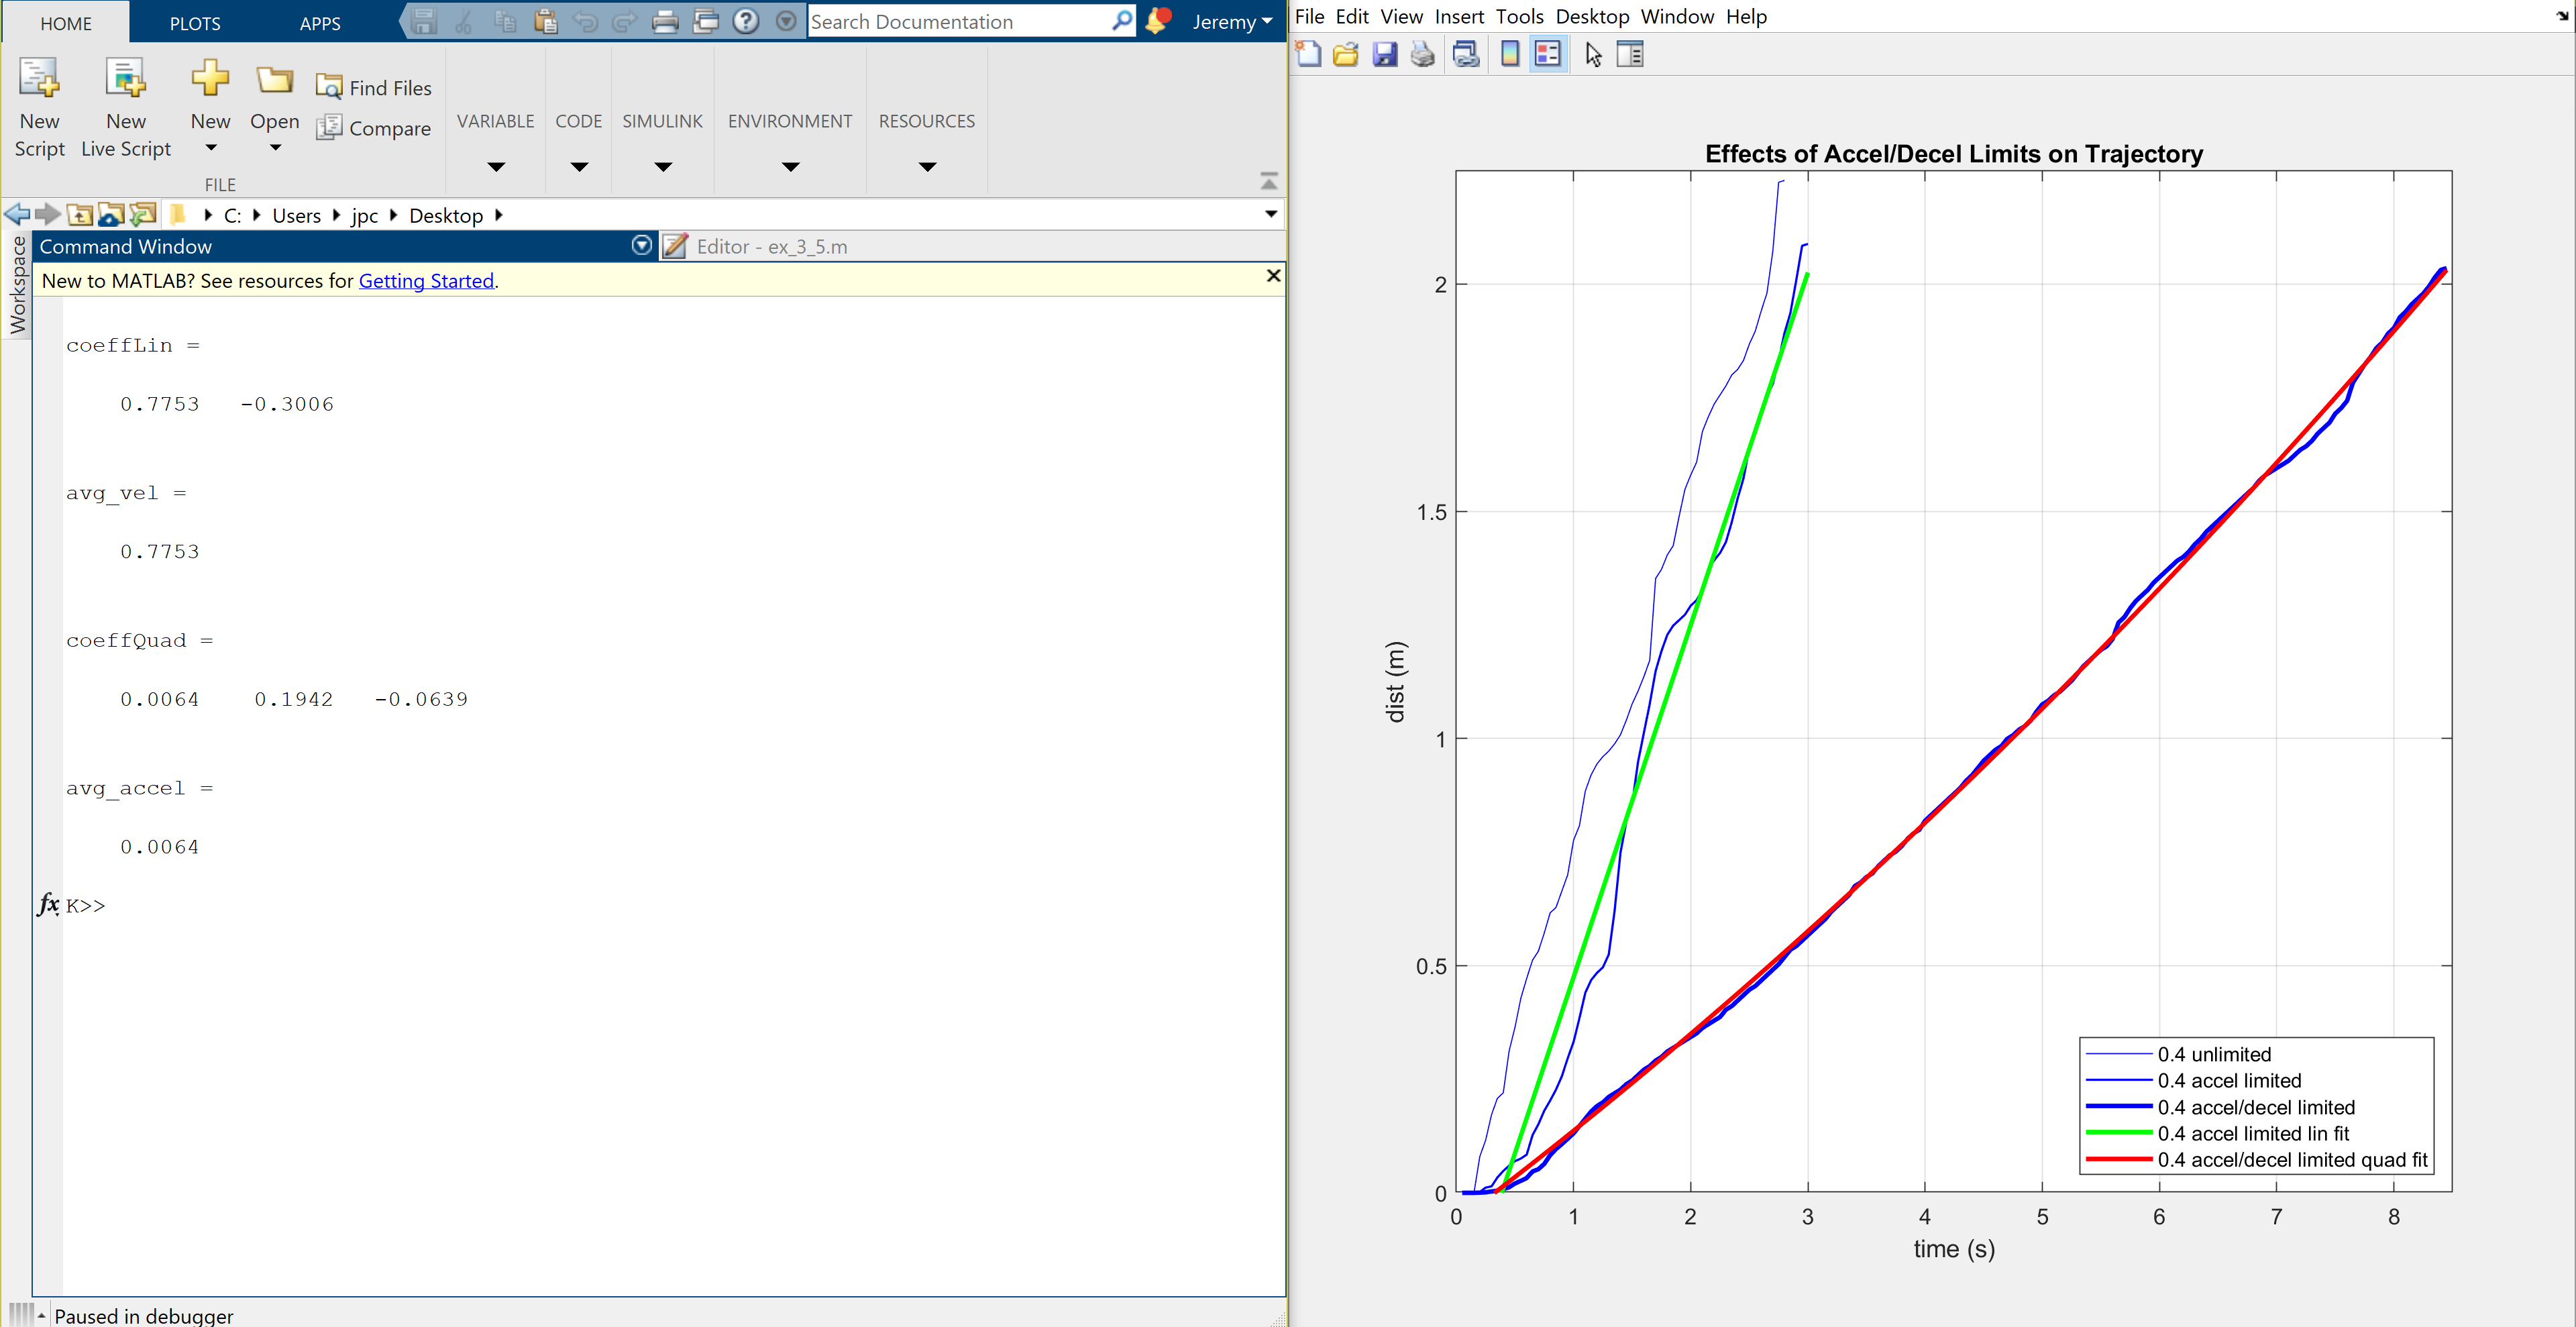 HOME PLOTS APPS Search Documentation Jeremy
New Script
New Live Script
New
Open
Find Files
Compare
FILE
VARIABLE CODE SIMULINK ENVIRONMENT RESOURCES
C: Users jpc Desktop
Workspace
Command Window
Editor - ex_3_5.m
New to MATLAB? See resources for Getting Started.
coeffLin =
0.7753 -0.3006
avg_vel =
0.7753
coeffQuad =
0.0064 0.1942 -0.0639
avg_accel =
0.0064
fx K>>
Paused in debugger
File Edit View Insert Tools Desktop Window Help
Effects of Accel/Decel Limits on Trajectory
2
1.5
1
0.5
0
dist (m)
0 1 2 3 4 5 6 7 8
time (s)
0.4 unlimited
0.4 accel limited
0.4 accel/decel limited
0.4 accel limited lin fit
0.4 accel/decel limited quad fit